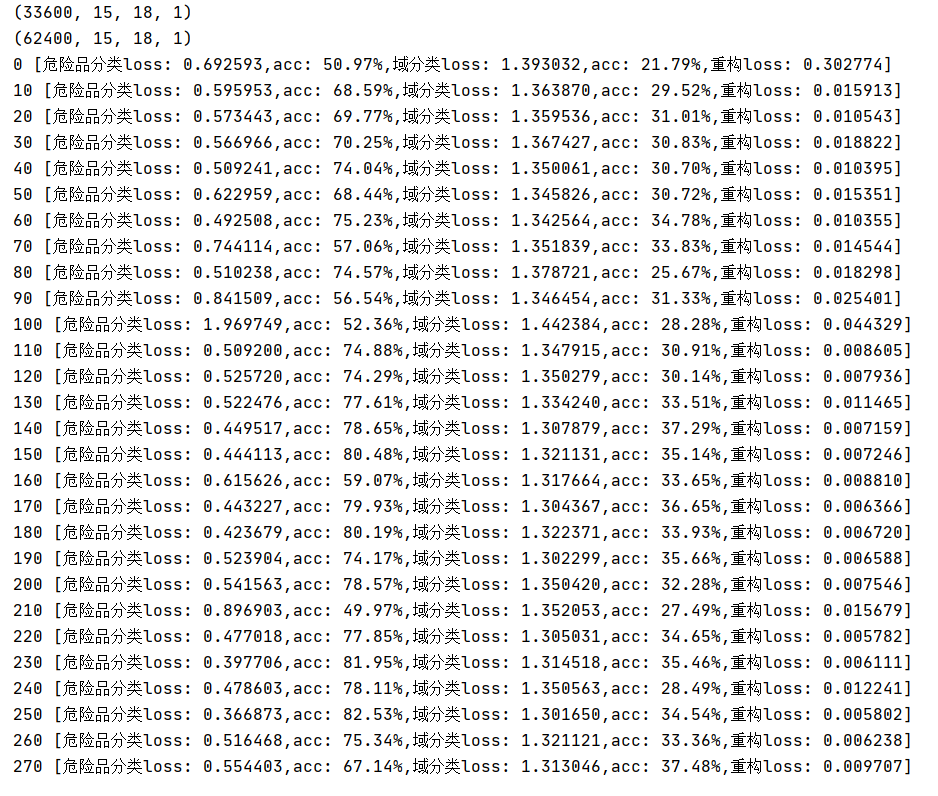 (33600, 15, 18, 1)
(62400, 15, 18, 1)
0 [危险品分类loss: 0.692593,acc: 50.97%,域分类loss: 1.393032,acc: 21.79%,重构loss: 0.302774]
10 [危险品分类loss: 0.595953,acc: 68.59%,域分类loss: 1.363870,acc: 29.52%,重构loss: 0.015913]
20 [危险品分类loss: 0.573443,acc: 69.77%,域分类loss: 1.359536,acc: 31.01%,重构loss: 0.010543]
30 [危险品分类loss: 0.566966,acc: 70.25%,域分类loss: 1.367427,acc: 30.83%,重构loss: 0.018822]
40 [危险品分类loss: 0.509241,acc: 74.04%,域分类loss: 1.350061,acc: 30.70%,重构loss: 0.010395]
50 [危险品分类loss: 0.622959,acc: 68.44%,域分类loss: 1.345826,acc: 30.72%,重构loss: 0.015351]
60 [危险品分类loss: 0.492508,acc: 75.23%,域分类loss: 1.342564,acc: 34.78%,重构loss: 0.010355]
70 [危险品分类loss: 0.744114,acc: 57.06%,域分类loss: 1.351839,acc: 33.83%,重构loss: 0.014544]
80 [危险品分类loss: 0.510238,acc: 74.57%,域分类loss: 1.378721,acc: 25.67%,重构loss: 0.018298]
90 [危险品分类loss: 0.841509,acc: 56.54%,域分类loss: 1.346454,acc: 31.33%,重构loss: 0.025401]
100 [危险品分类loss: 1.969749,acc: 52.36%,域分类loss: 1.442384,acc: 28.28%,重构loss: 0.044329]
110 [危险品分类loss: 0.509200,acc: 74.88%,域分类loss: 1.347915,acc: 30.91%,重构loss: 0.008605]
120 [危险品分类loss: 0.525720,acc: 74.29%,域分类loss: 1.350279,acc: 30.14%,重构loss: 0.007936]
130 [危险品分类loss: 0.522476,acc: 77.61%,域分类loss: 1.334240,acc: 33.51%,重构loss: 0.011465]
140 [危险品分类loss: 0.449517,acc: 78.65%,域分类loss: 1.307879,acc: 37.29%,重构loss: 0.007159]
150 [危险品分类loss: 0.444113,acc: 80.48%,域分类loss: 1.321131,acc: 35.14%,重构loss: 0.007246]
160 [危险品分类loss: 0.615626,acc: 59.07%,域分类loss: 1.317664,acc: 33.65%,重构loss: 0.008810]
170 [危险品分类loss: 0.443227,acc: 79.93%,域分类loss: 1.304367,acc: 36.65%,重构loss: 0.006366]
180 [危险品分类loss: 0.423679,acc: 80.19%,域分类loss: 1.322371,acc: 33.93%,重构loss: 0.006720]
190 [危险品分类loss: 0.523904,acc: 74.17%,域分类loss: 1.302299,acc: 35.66%,重构loss: 0.006588]
200 [危险品分类loss: 0.541563,acc: 78.57%,域分类loss: 1.350420,acc: 32.28%,重构loss: 0.007546]
210 [危险品分类loss: 0.896903,acc: 49.97%,域分类loss: 1.352053,acc: 27.49%,重构loss: 0.015679]
220 [危险品分类loss: 0.477018,acc: 77.85%,域分类loss: 1.305031,acc: 34.65%,重构loss: 0.005782]
230 [危险品分类loss: 0.397706,acc: 81.95%,域分类loss: 1.314518,acc: 35.46%,重构loss: 0.006111]
240 [危险品分类loss: 0.478603,acc: 78.11%,域分类loss: 1.350563,acc: 28.49%,重构loss: 0.012241]
250 [危险品分类loss: 0.366873,acc: 82.53%,域分类loss: 1.301650,acc: 34.54%,重构loss: 0.005802]
260 [危险品分类loss: 0.516468,acc: 75.34%,域分类loss: 1.321121,acc: 33.36%,重构loss: 0.006238]
270 [危险品分类loss: 0.554403,acc: 67.14%,域分类loss: 1.313046,acc: 37.48%,重构loss: 0.009707]